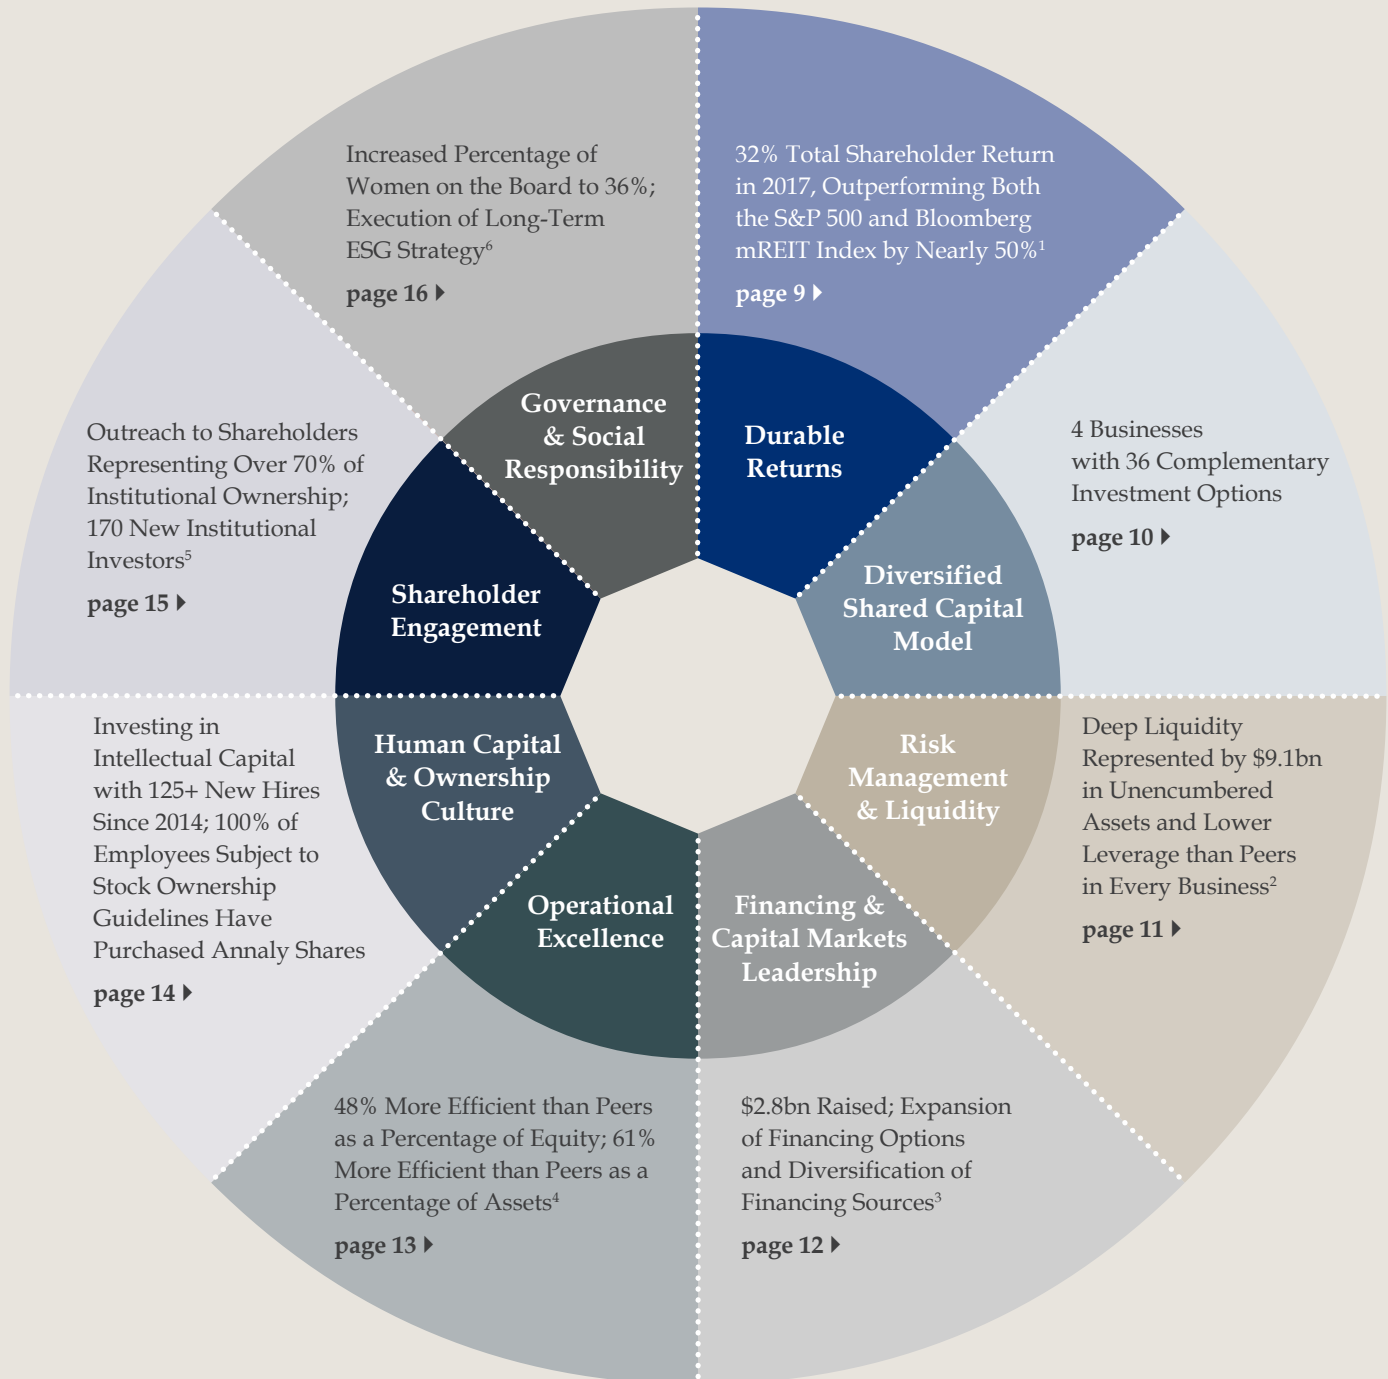 32% Total Shareholder Return
in 2017, Outperforming Both
the S&P 500 and Bloomberg
mREIT Index by Nearly 50%¹
page 9
Durable
Returns
4 Businesses
with 36 Complementary
Investment Options
page 10
Diversified
Shared Capital
Model
Deep Liquidity
Represented by $9.1bn
in Unencumbered
Assets and Lower
Leverage than Peers
in Every Business²
page 11
Risk
Management
& Liquidity
$2.8bn Raised; Expansion
of Financing Options
and Diversification of
Financing Sources³
page 12
Financing &
Capital Markets
Leadership
48% More Efficient than Peers
as a Percentage of Equity; 61%
More Efficient than Peers as a
Percentage of Assets⁴
page 13
Operational
Excellence
Investing in
Intellectual Capital
with 125+ New Hires
Since 2014; 100% of
Employees Subject to
Stock Ownership
Guidelines Have
Purchased Annaly Shares
page 14
Human Capital
& Ownership
Culture
Outreach to Shareholders
Representing Over 70% of
Institutional Ownership;
170 New Institutional
Investors⁵
page 15
Shareholder
Engagement
Increased Percentage of
Women on the Board to 36%;
Execution of Long-Term
ESG Strategy⁶
page 16
Governance
& Social
Responsibility